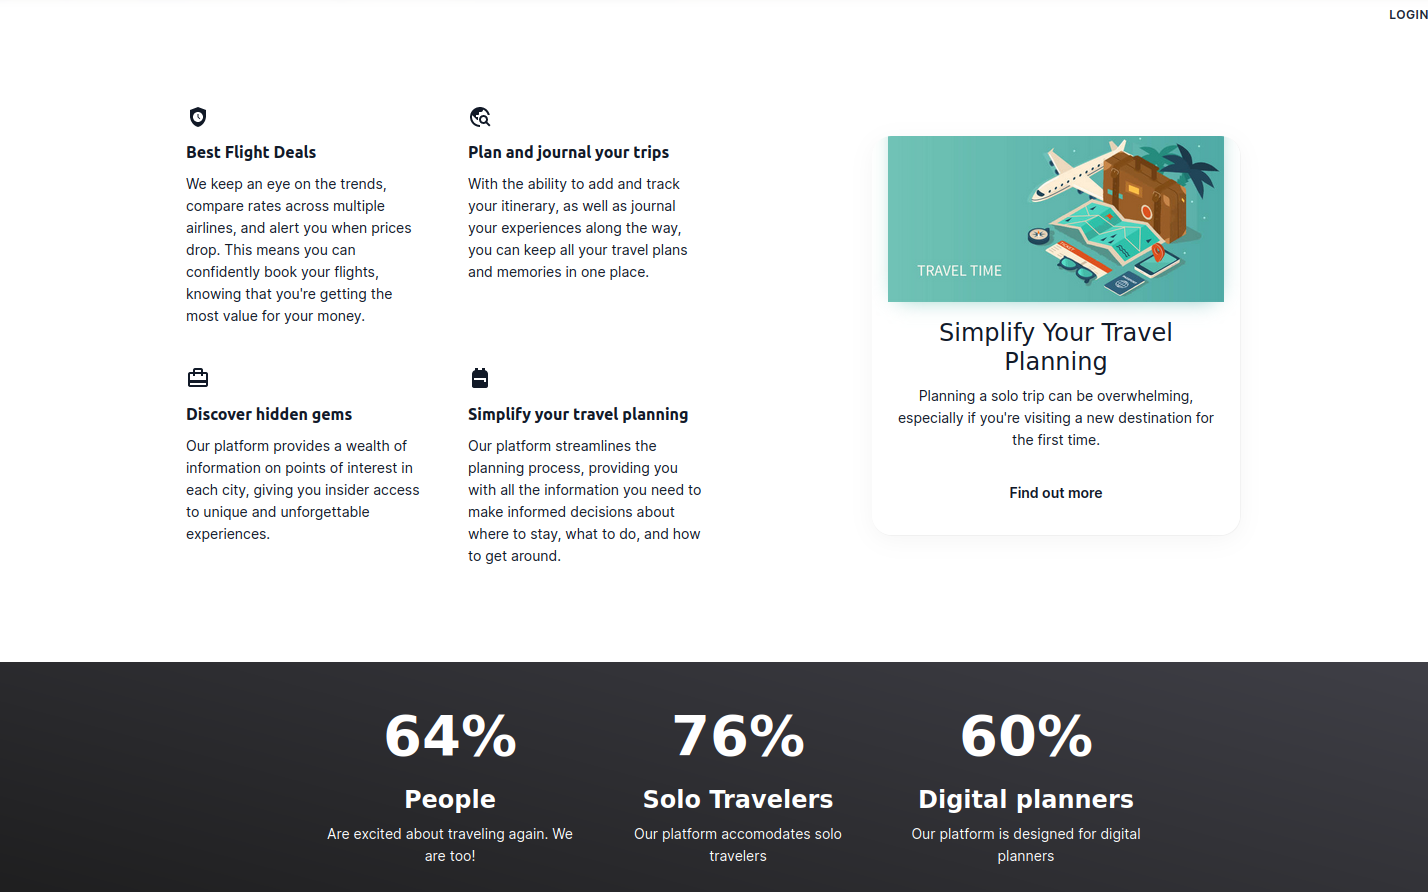 LOGIN
Best Flight Deals
We keep an eye on the trends,
compare rates across multiple
airlines, and alert you when prices
drop. This means you can
confidently book your flights,
knowing that you're getting the
most value for your money.
Plan and journal your trips
With the ability to add and track
your itinerary, as well as journal
your experiences along the way,
you can keep all your travel plans
and memories in one place.
Discover hidden gems
Our platform provides a wealth of
information on points of interest in
each city, giving you insider access
to unique and unforgettable
experiences.
Simplify your travel planning
Our platform streamlines the
planning process, providing you
with all the information you need to
make informed decisions about
where to stay, what to do, and how
to get around.
TRAVEL TIME
Simplify Your Travel
Planning
Planning a solo trip can be overwhelming,
especially if you're visiting a new destination for
the first time.
Find out more
64%
People
Are excited about traveling again. We
are too!
76%
Solo Travelers
Our platform accomodates solo
travelers
60%
Digital planners
Our platform is designed for digital
planners